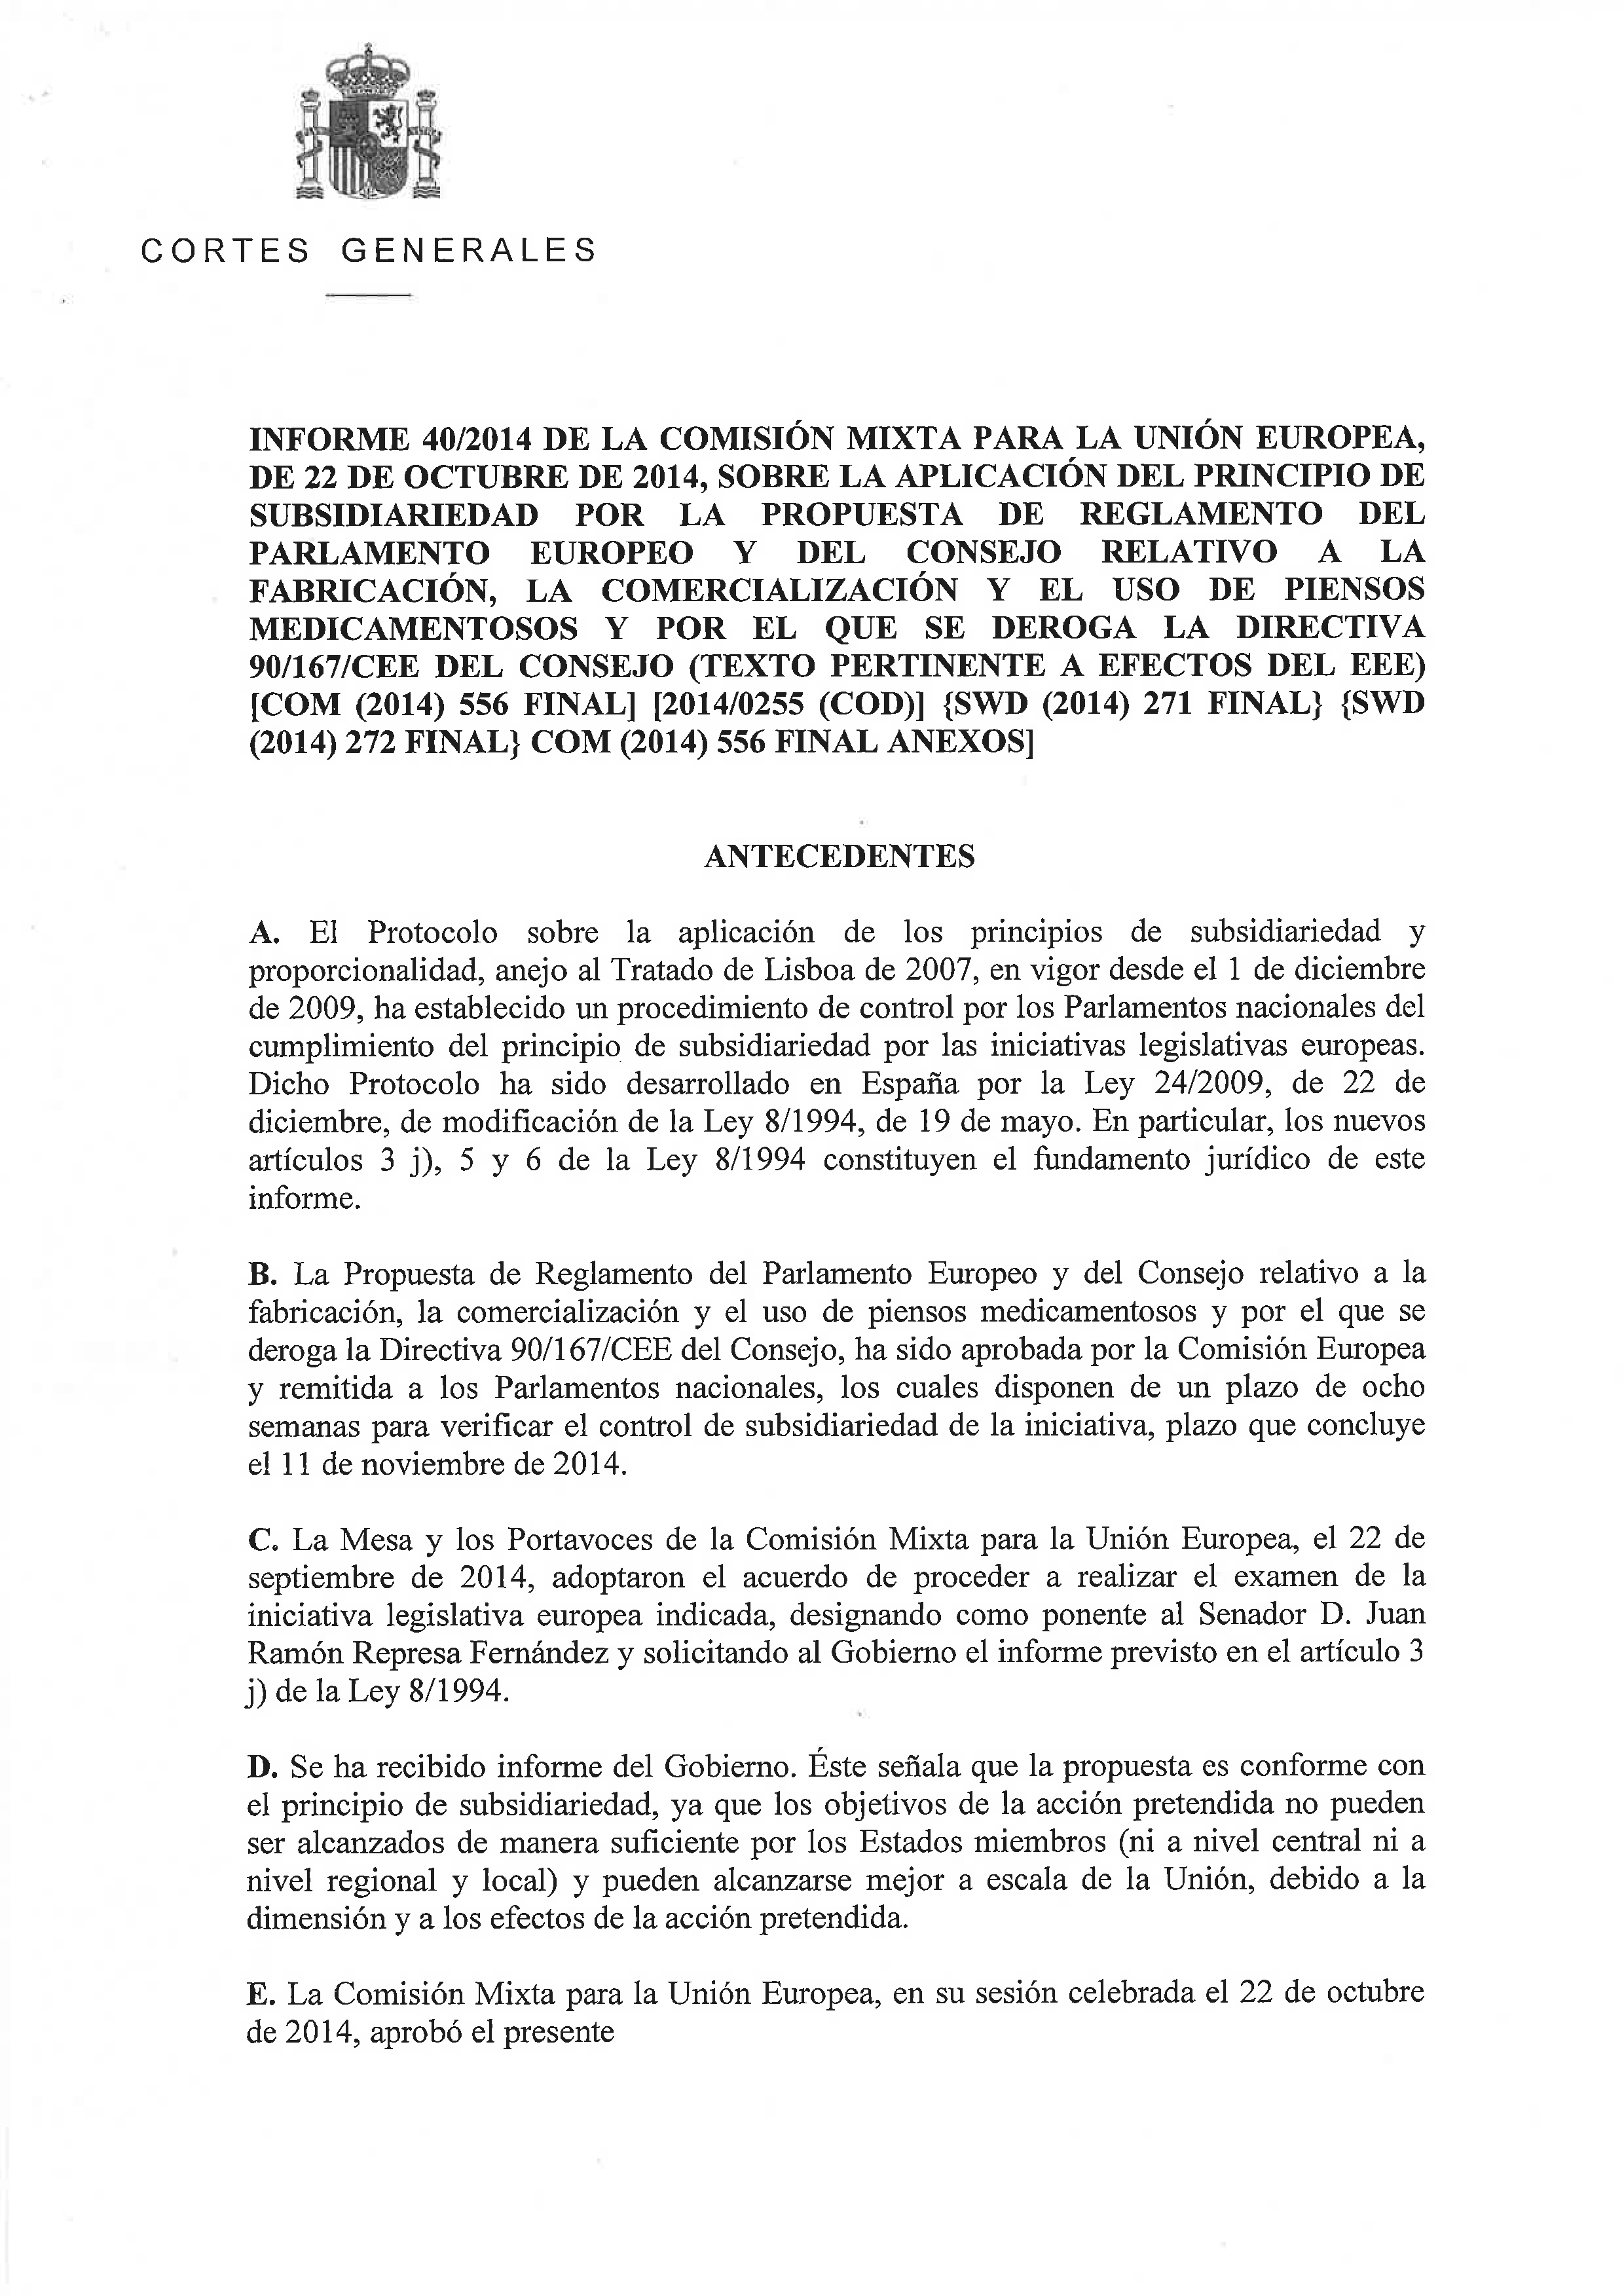 CORTES GENERALES
INFORME 40/2014 DE LA COMISIÓN MIXTA PARA LA UNIÓN EUROPEA,
DE 22 DE OCTUBRE DE 2014, SOBRE LA APLICACIÓN DEL PRINCIPIO DE
SUBSIDIARIEDAD POR LA PROPUESTA DE REGLAMENTO DEL
PARLAMENTO EUROPEO Y DEL CONSEJO RELATIVO A LA
FABRICACIÓN, LA COMERCIALIZACIÓN Y EL USO DE PIENSOS
MEDICAMENTOSOS Y POR EL QUE SE DEROGA LA DIRECTIVA
90/167/CEE DEL CONSEJO (TEXTO PERTINENTE A EFECTOS DEL EEE)
[COM (2014) 556 FINAL] [2014/0255 (COD)] {SWD (2014) 271 FINAL} {SWD
(2014) 272 FINAL} COM (2014) 556 FINAL ANEXOS]
ANTECEDENTES
A. El Protocolo sobre la aplicación de los principios de subsidiariedad y
proporcionalidad, anejo al Tratado de Lisboa de 2007, en vigor desde el 1 de diciembre
de 2009, ha establecido un procedimiento de control por los Parlamentos nacionales del
cumplimiento del principio de subsidiariedad por las iniciativas legislativas europeas.
Dicho Protocolo ha sido desarrollado en España por la Ley 24/2009, de 22 de
diciembre, de modificación de la Ley 8/1994, de 19 de mayo. En particular, los nuevos
artículos 3 j), 5 y 6 de la Ley 8/1994 constituyen el fundamento jurídico de este
informe.
B. La Propuesta de Reglamento del Parlamento Europeo y del Consejo relativo a la
fabricación, la comercialización y el uso de piensos medicamentosos y por el que se
deroga la Directiva 90/167/CEE del Consejo, ha sido aprobada por la Comisión Europea
y remitida a los Parlamentos nacionales, los cuales disponen de un plazo de ocho
semanas para verificar el control de subsidiariedad de la iniciativa, plazo que concluye
el 11 de noviembre de 2014.
C. La Mesa y los Portavoces de la Comisión Mixta para la Unión Europea, el 22 de
septiembre de 2014, adoptaron el acuerdo de proceder a realizar el examen de la
iniciativa legislativa europea indicada, designando como ponente al Senador D. Juan
Ramón Represa Fernández y solicitando al Gobierno el informe previsto en el artículo 3
j) de la Ley 8/1994.
D. Se ha recibido informe del Gobierno. Éste señala que la propuesta es conforme con
el principio de subsidiariedad, ya que los objetivos de la acción pretendida no pueden
ser alcanzados de manera suficiente por los Estados miembros (ni a nivel central ni a
nivel regional y local) y pueden alcanzarse mejor a escala de la Unión, debido a la
dimensión y a los efectos de la acción pretendida.
E. La Comisión Mixta para la Unión Europea, en su sesión celebrada el 22 de octubre
de 2014, aprobó el presente